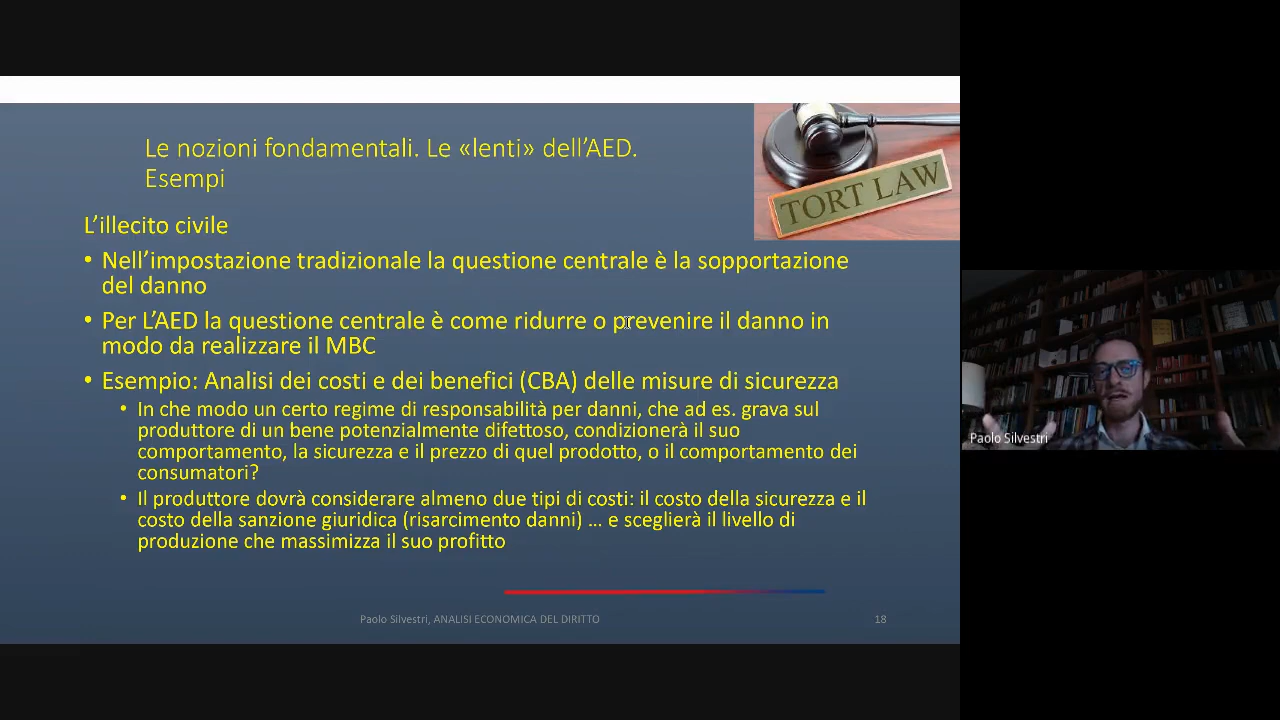 Le nozioni fondamentali. Le «lenti» dell’AED.
Esempi
TORT LAW
L’illecito civile
• Nell’impostazione tradizionale la questione centrale è la sopportazione
del danno
• Per L’AED la questione centrale è come ridurre o prevenire il danno in
modo da realizzare il MBC
• Esempio: Analisi dei costi e dei benefici (CBA) delle misure di sicurezza
• In che modo un certo regime di responsabilità per danni, che ad es. grava sul
produttore di un bene potenzialmente difettoso, condizionerà il suo
comportamento, la sicurezza e il prezzo di quel prodotto, o il comportamento dei
consumatori?
• Il produttore dovrà considerare almeno due tipi di costi: il costo della sicurezza e il
costo della sanzione giuridica (risarcimento danni) … e sceglierà il livello di
produzione che massimizza il suo profitto
Paolo Silvestri, ANALISI ECONOMICA DEL DIRITTO
18
Paolo Silvestri